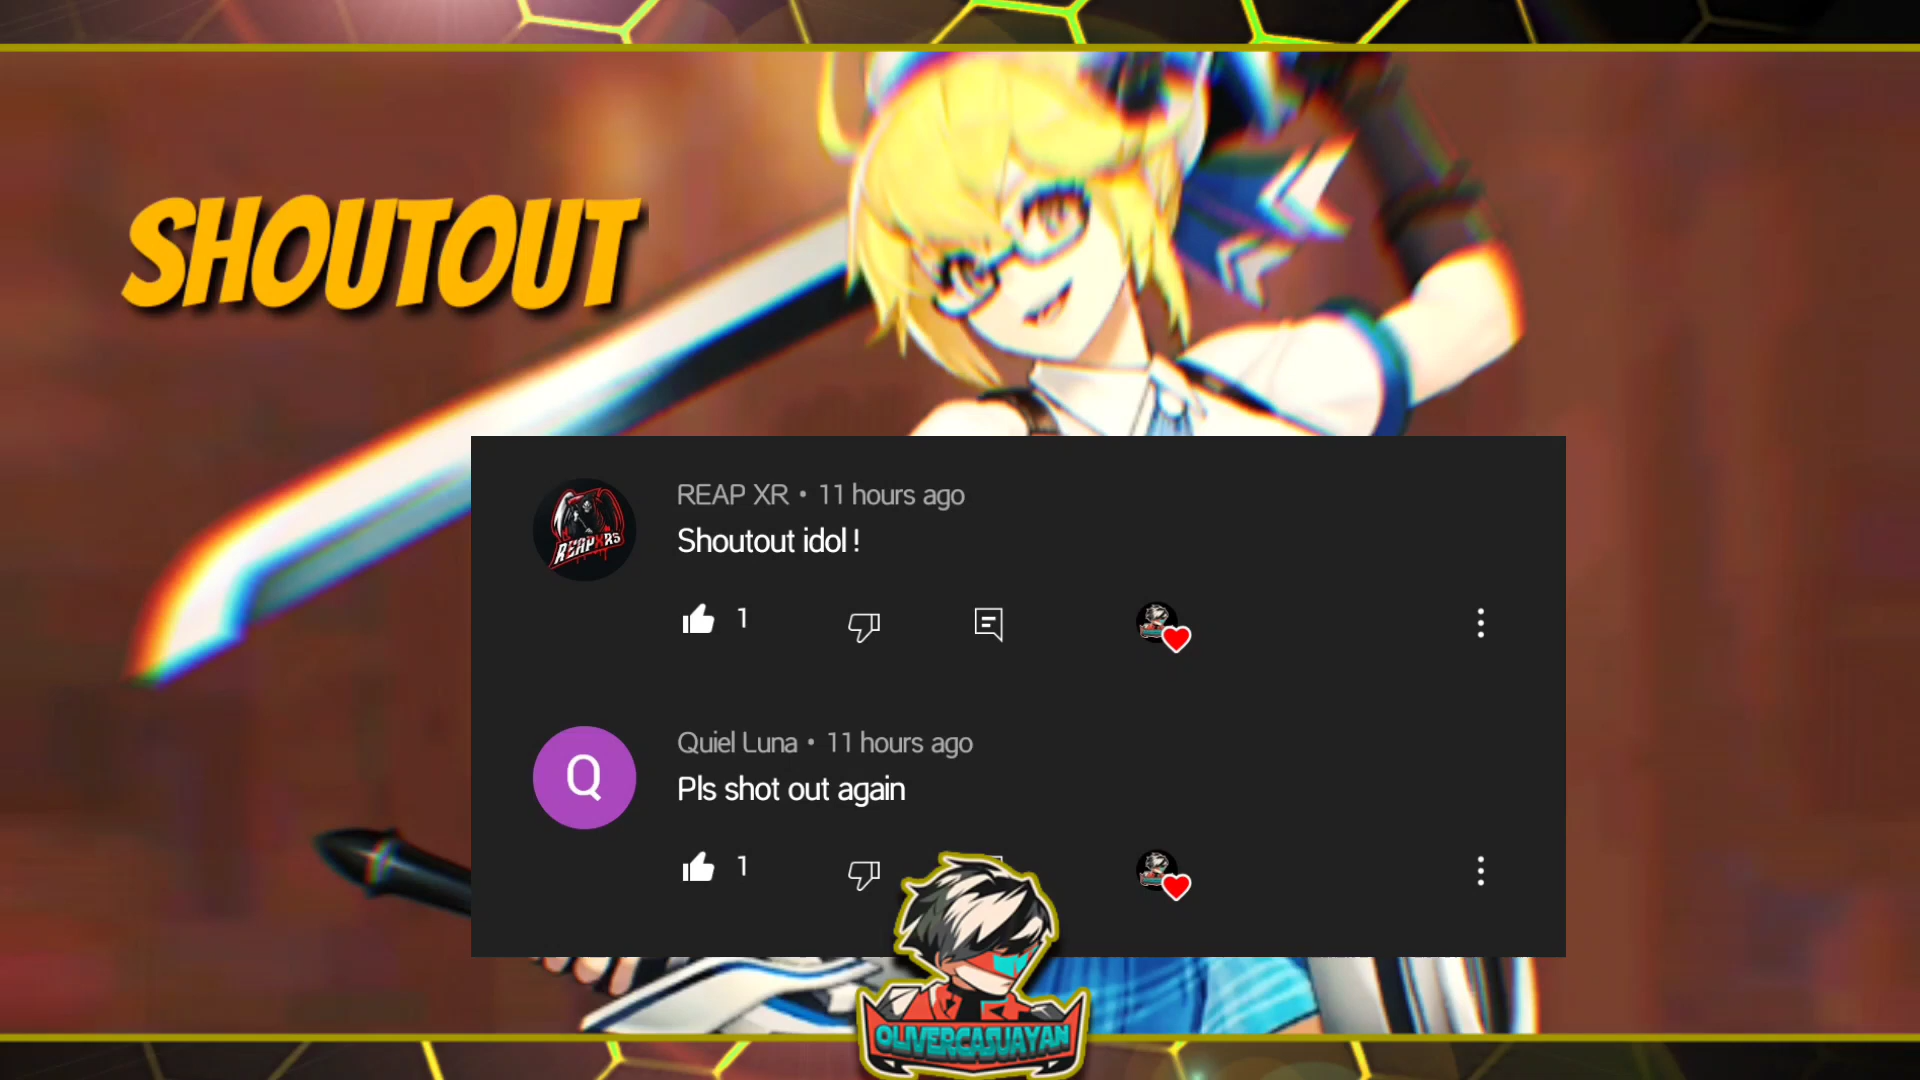 SHOUTOUT
REAP XR • 11 hours ago
REAPXRS
Shoutout idol !
1
Quiel Luna • 11 hours ago
Q
Pls shot out again
1
OLIVERCASUAYAN